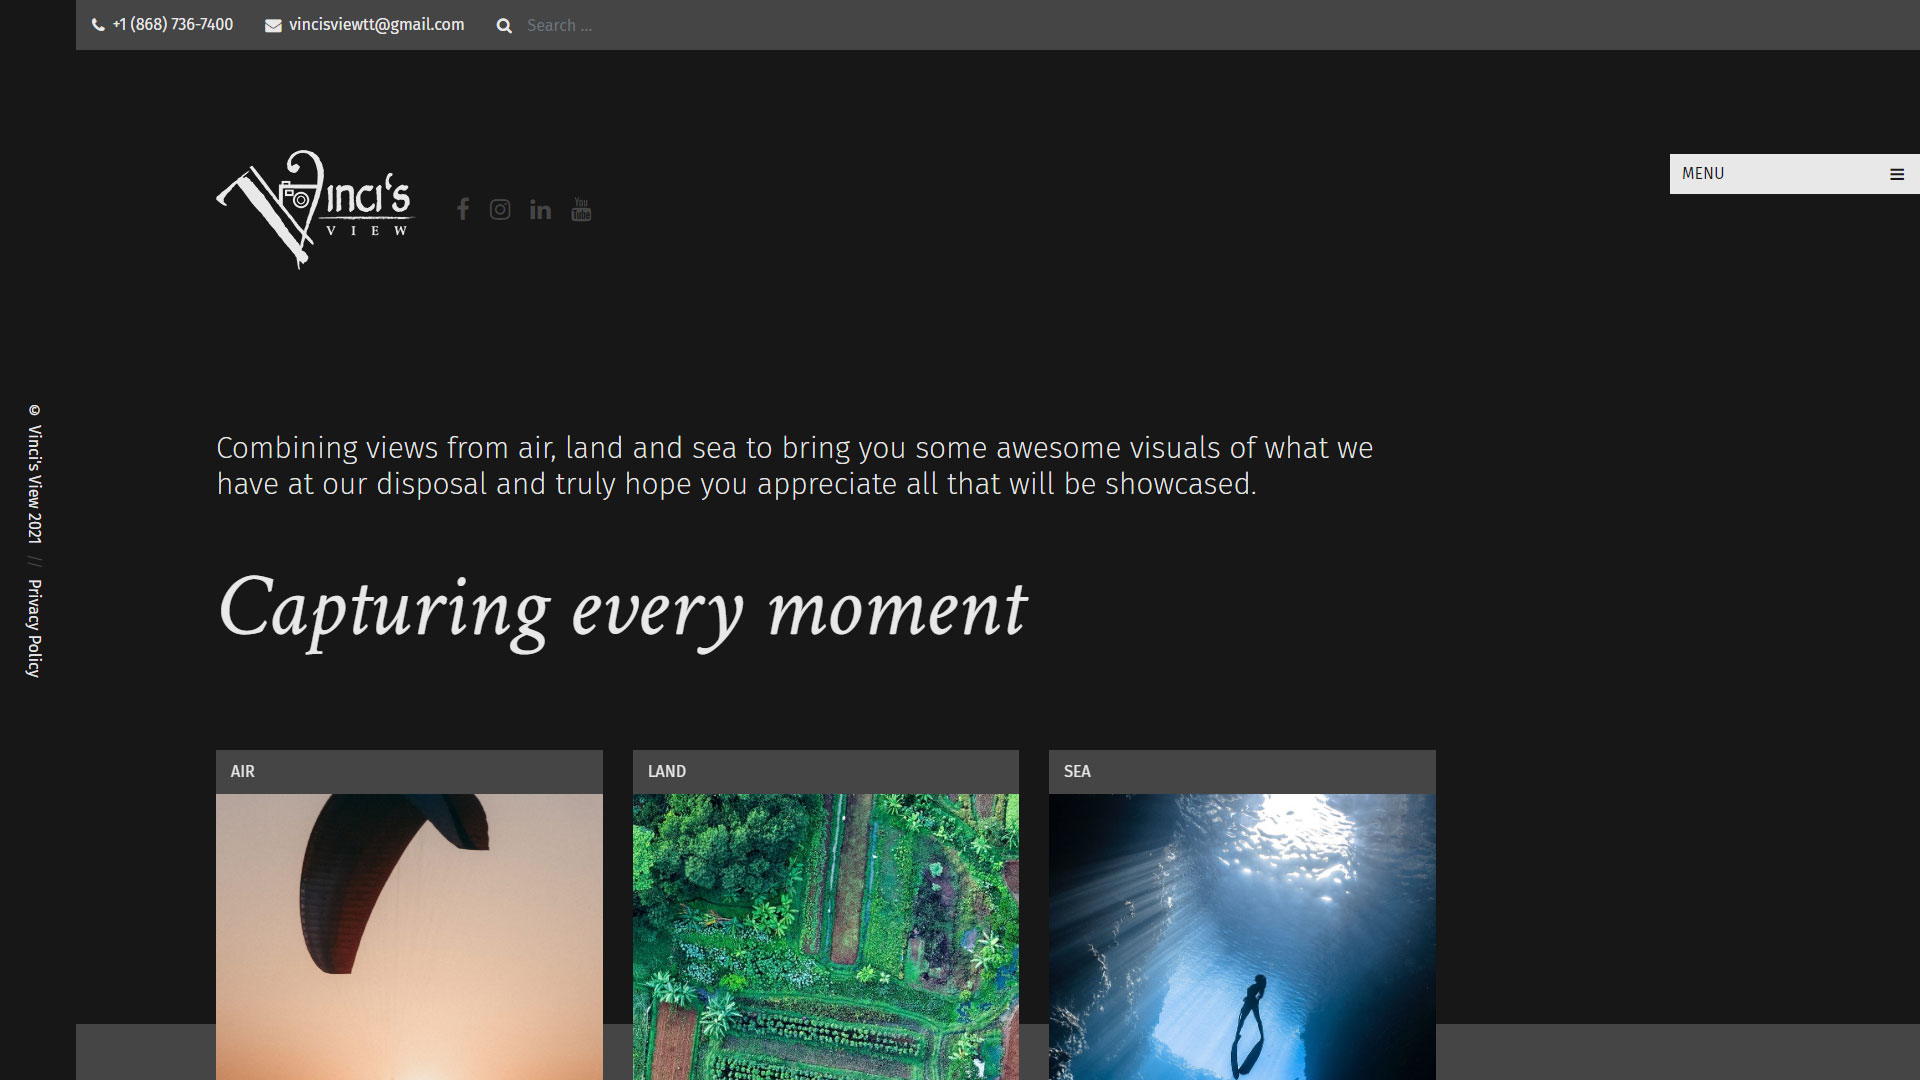 +1 (868) 736-7400
vincisviewtt@gmail.com
Search ...
Vinci's
VIEW
You
Tube
MENU
Combining views from air, land and sea to bring you some awesome visuals of what we
have at our disposal and truly hope you appreciate all that will be showcased.
© Vinci's View 2021 // Privacy Policy
Capturing every moment
AIR
LAND
SEA